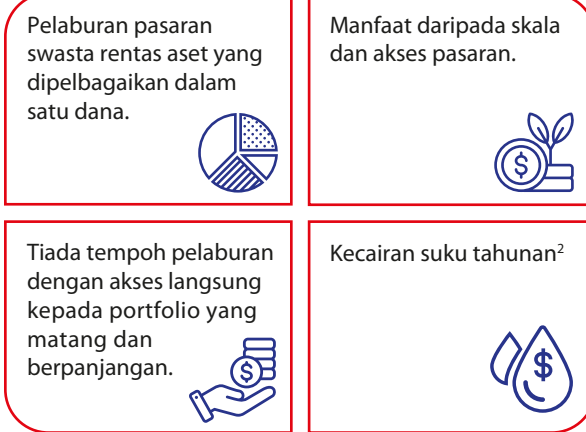 Pelaburan pasaran
swasta rentas aset yang
dipelbagaikan dalam
satu dana.
Manfaat daripada skala
dan akses pasaran.
$
Tiada tempoh pelaburan
dengan akses langsung
kepada portfolio yang
matang dan
berpanjangan.
$
Kecairan suku tahunan²
$